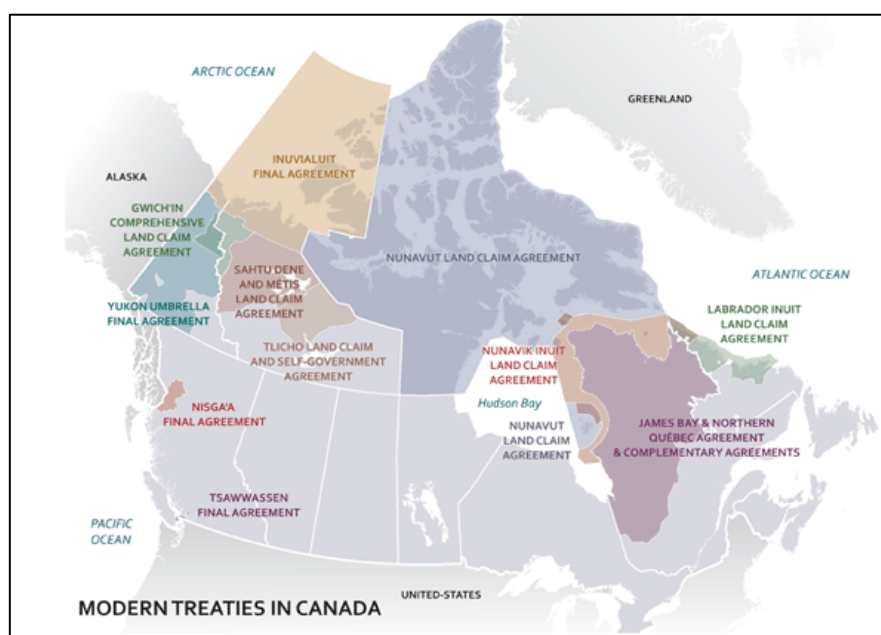 ARCTIC OCEAN
GREENLAND
INUVIALUIT
FINAL AGREEMENT
ALASKA
GWICH'IN
COMPREHENSIVE
LAND CLAIM
AGREEMENT
NUNAVUT LAND CLAIM AGREEMENT
SAHTU DENE
AND MÉTIS
LAND CLAIM
AGREEMENT
ATLANTIC OCEAN
YUKON UMBRELLA
FINAL AGREEMENT
LABRADOR INUIT
LAND CLAIM
AGREEMENT
TLICHO LAND CLAIM
AND SELF-GOVERNMENT
AGREEMENT
NUNAVIK INUIT
LAND CLAIM
AGREEMENT
Hudson Bay
NISGA'A
FINAL AGREEMENT
NUNAVUT
LAND CLAIM
AGREEMENT
JAMES BAY & NORTHERN
QUÉBEC AGREEMENT
& COMPLEMENTARY AGREEMENTS
TSAWWASSEN
FINAL AGREEMENT
PACIFIC
OCEAN
UNITED-STATES
MODERN TREATIES IN CANADA